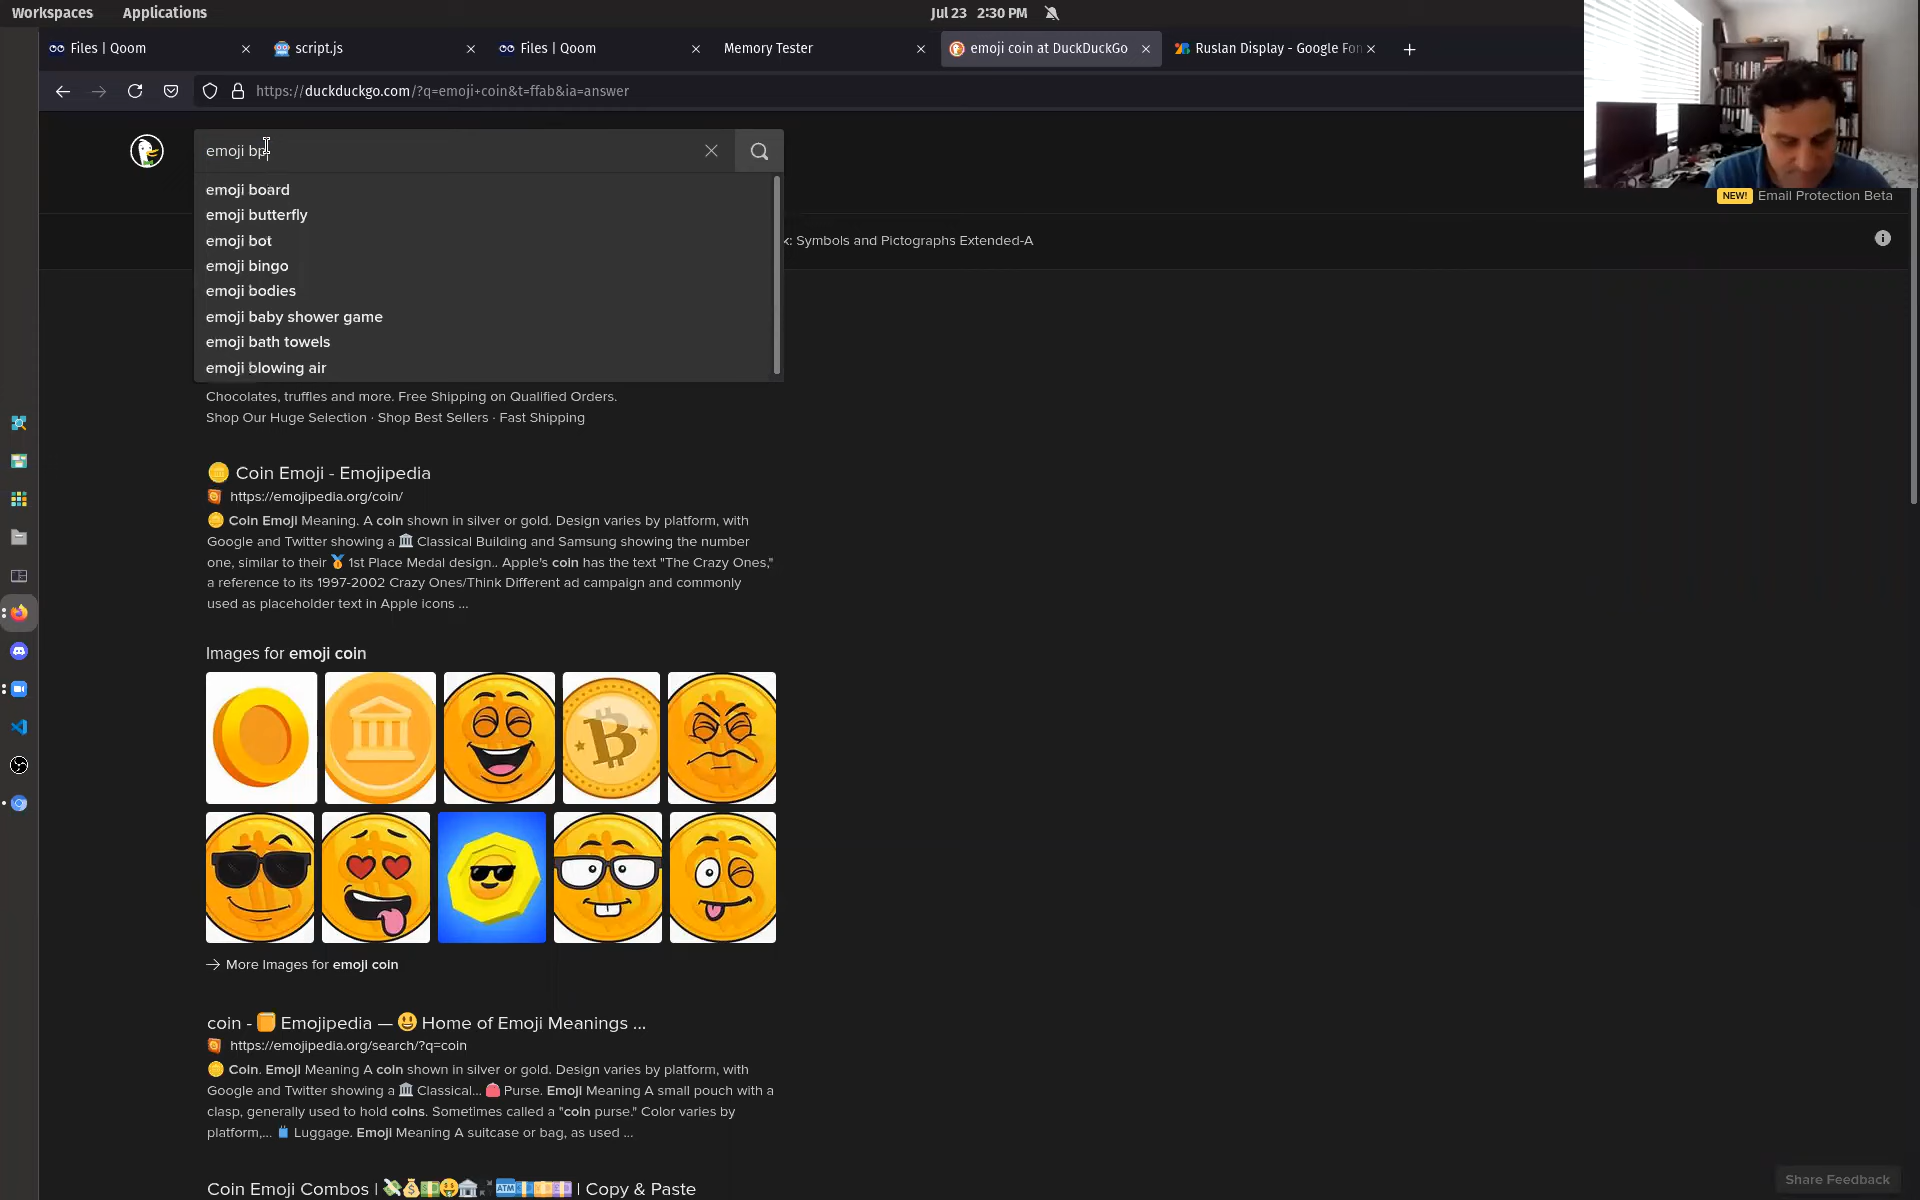 Workspaces Applications Jul 23 2:30 PM
Files | Qoom script.js Files | Qoom Memory Tester emoji coin at DuckDuckGo Ruslan Display - Google Fon
https://duckduckgo.com/?q=emoji+coin&t=ffab&ia=answer
emoji bp
NEW! Email Protection Beta
emoji board
emoji butterfly
emoji bot
k: Symbols and Pictographs Extended-A
emoji bingo
emoji bodies
emoji baby shower game
emoji bath towels
emoji blowing air
Chocolates, truffles and more. Free Shipping on Qualified Orders.
Shop Our Huge Selection · Shop Best Sellers · Fast Shipping
🪙 Coin Emoji - Emojipedia
https://emojipedia.org/coin/
🪙 Coin Emoji Meaning. A coin shown in silver or gold. Design varies by platform, with
Google and Twitter showing a 🏛 Classical Building and Samsung showing the number
one, similar to their 🥇 1st Place Medal design.. Apple's coin has the text "The Crazy Ones,"
a reference to its 1997-2002 Crazy Ones/Think Different ad campaign and commonly
used as placeholder text in Apple icons ...
Images for emoji coin
→ More Images for emoji coin
coin - 📙 Emojipedia — 😃 Home of Emoji Meanings ...
https://emojipedia.org/search/?q=coin
🪙 Coin. Emoji Meaning A coin shown in silver or gold. Design varies by platform, with
Google and Twitter showing a 🏛 Classical... 👛 Purse. Emoji Meaning A small pouch with a
clasp, generally used to hold coins. Sometimes called a "coin purse." Color varies by
platform,... 🧳 Luggage. Emoji Meaning A suitcase or bag, as used ...
Coin Emoji Combos | 💸💰💵🤑🏛 🏧💶💴💷 | Copy & Paste
Share Feedback